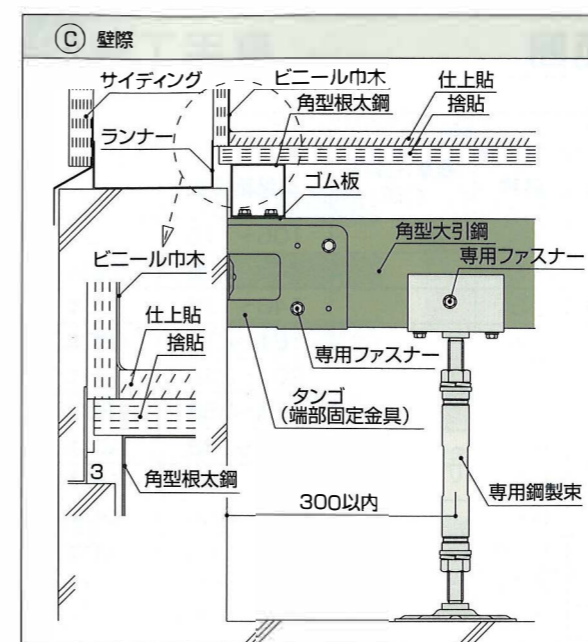 C 壁際
サイディング
ビニール巾木
仕上貼
角型根太鋼
捨貼
ランナー
ゴム板
角型大引鋼
ビニール巾木
専用ファスナー
仕上貼
捨貼
専用ファスナー
タンゴ
(端部固定金具)
3
角型根太鋼
専用鋼製束
300以内